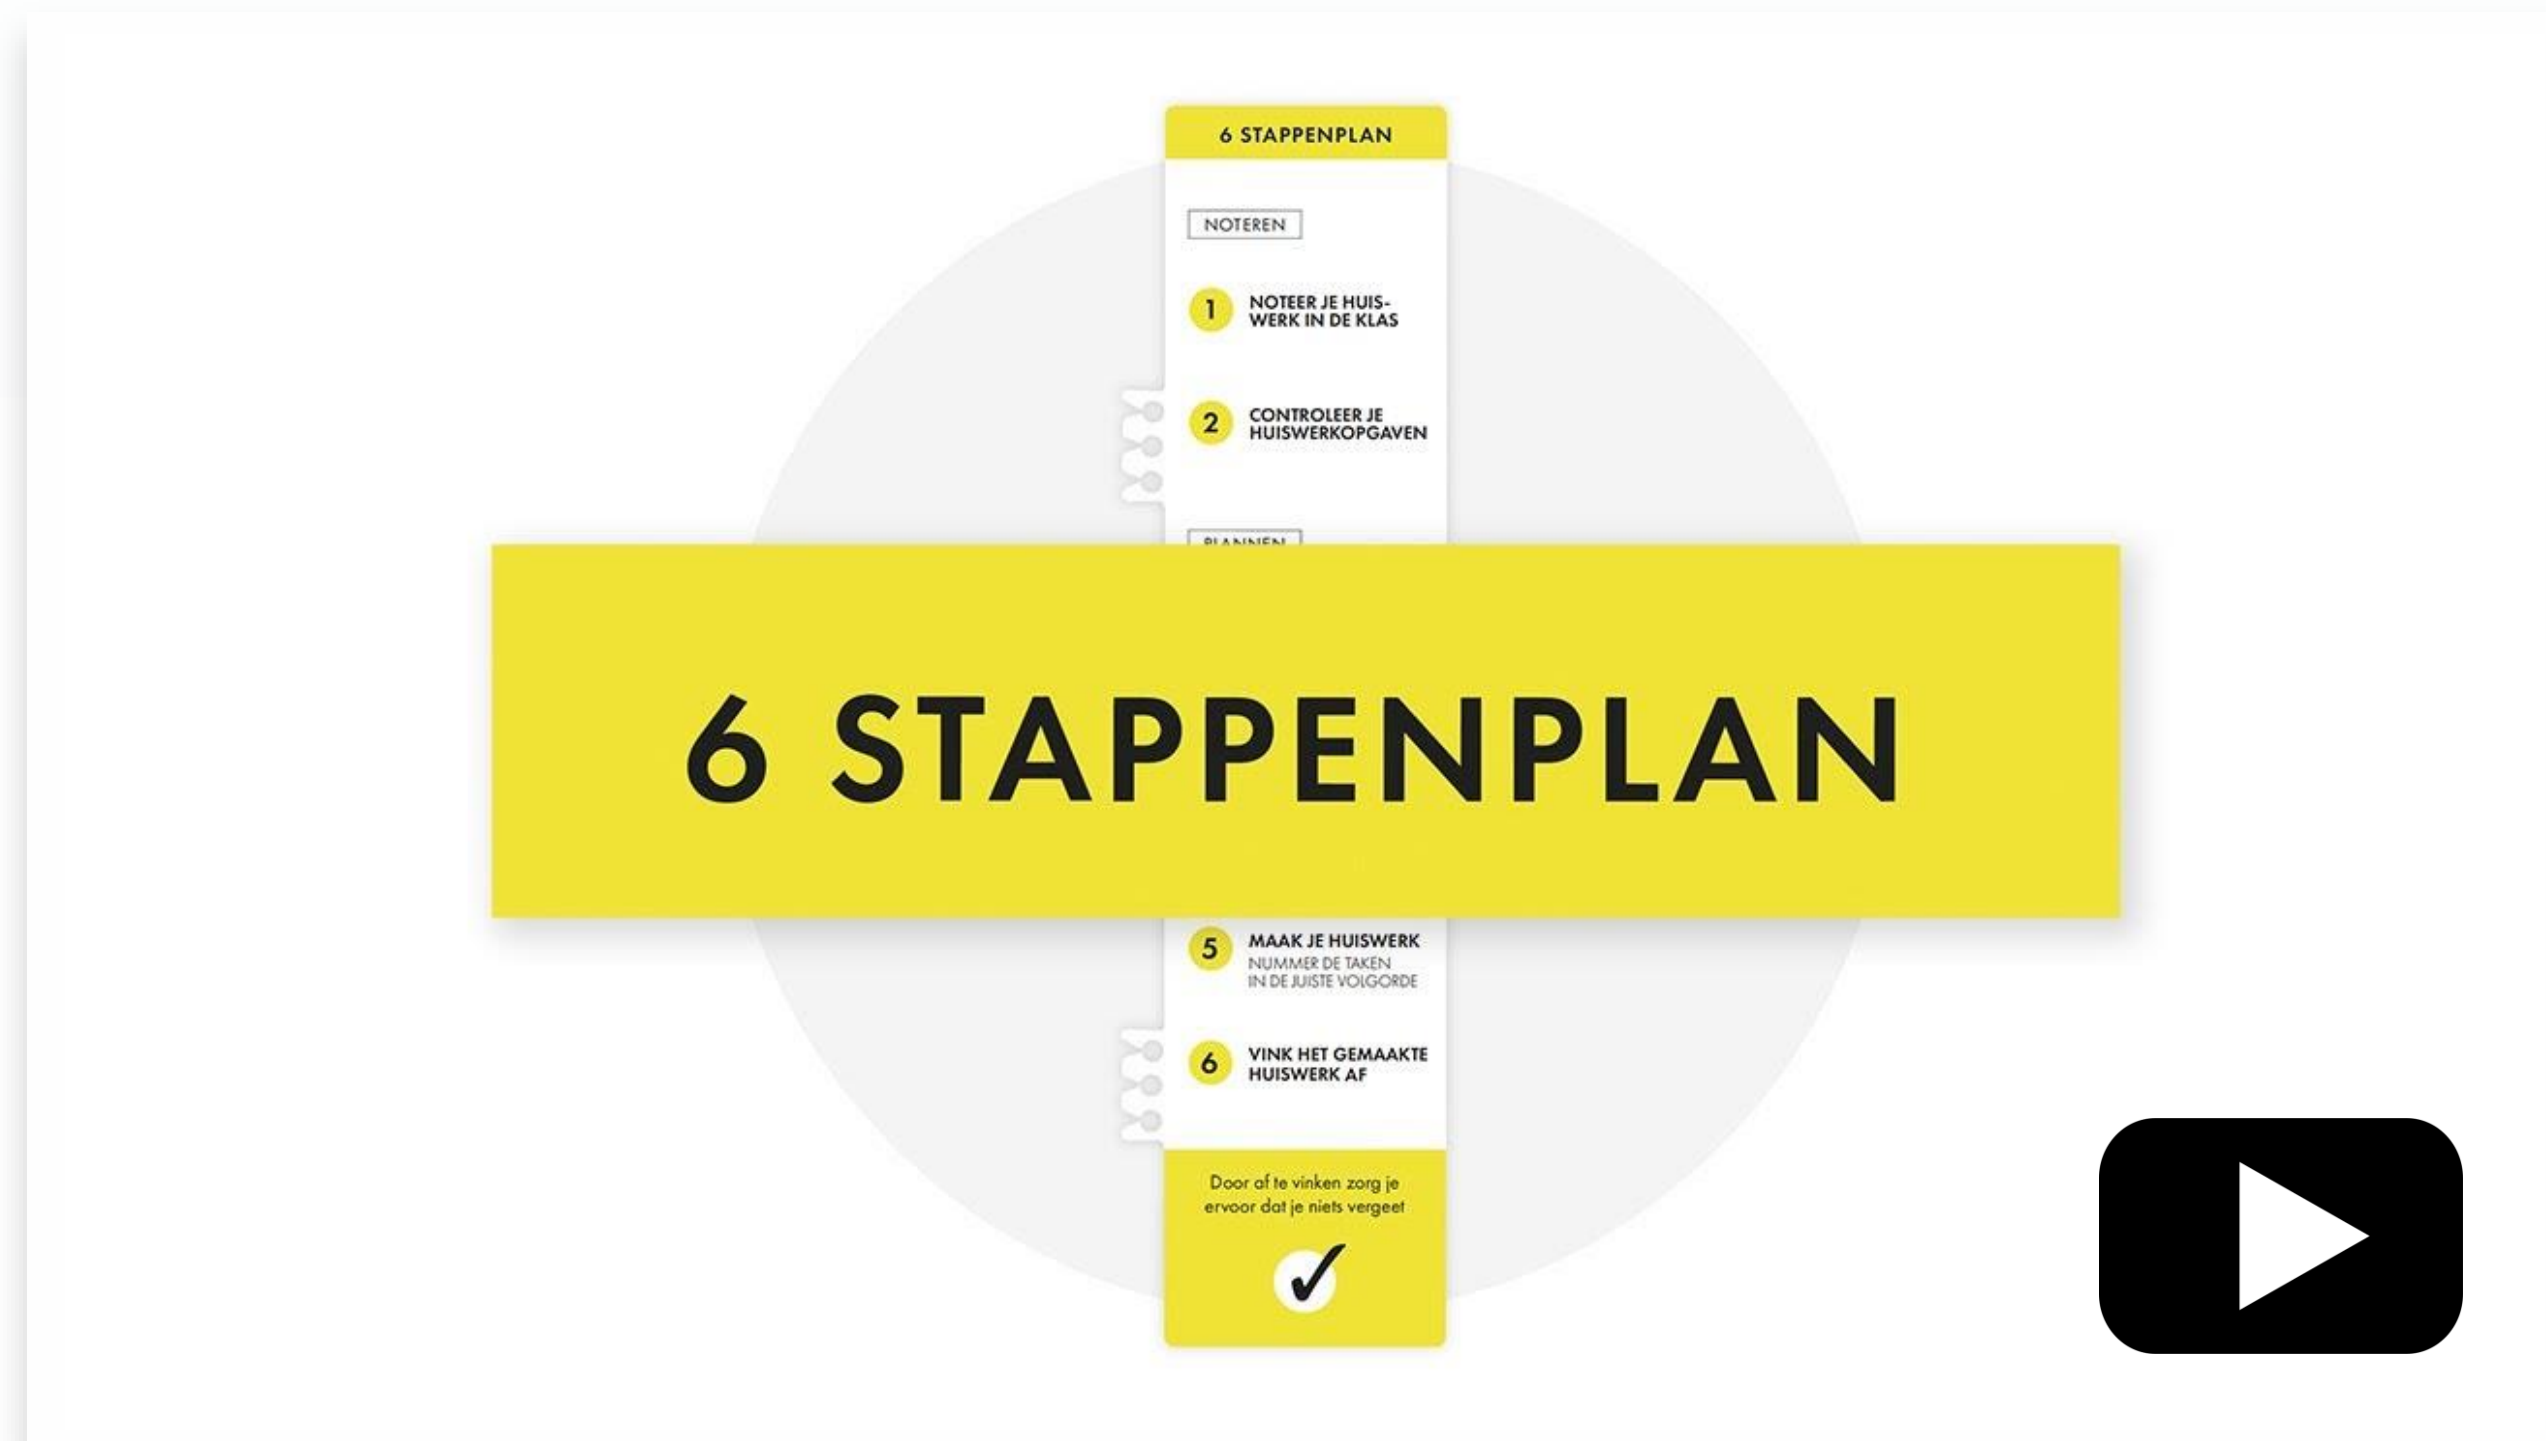 6 STAPPENPLAN
NOTEREN
1 NOTEER JE HUIS-
WERK IN DE KLAS
2 CONTROLEER JE
HUISWERKOPGAVEN
PLANNEN
6 STAPPENPLAN
5 MAAK JE HUISWERK
NUMMER DE TAKEN
IN DE JUISTE VOLGORDE
6 VINK HET GEMAAKTE
HUISWERK AF
Door af te vinken zorg je
ervoor dat je niets vergeet